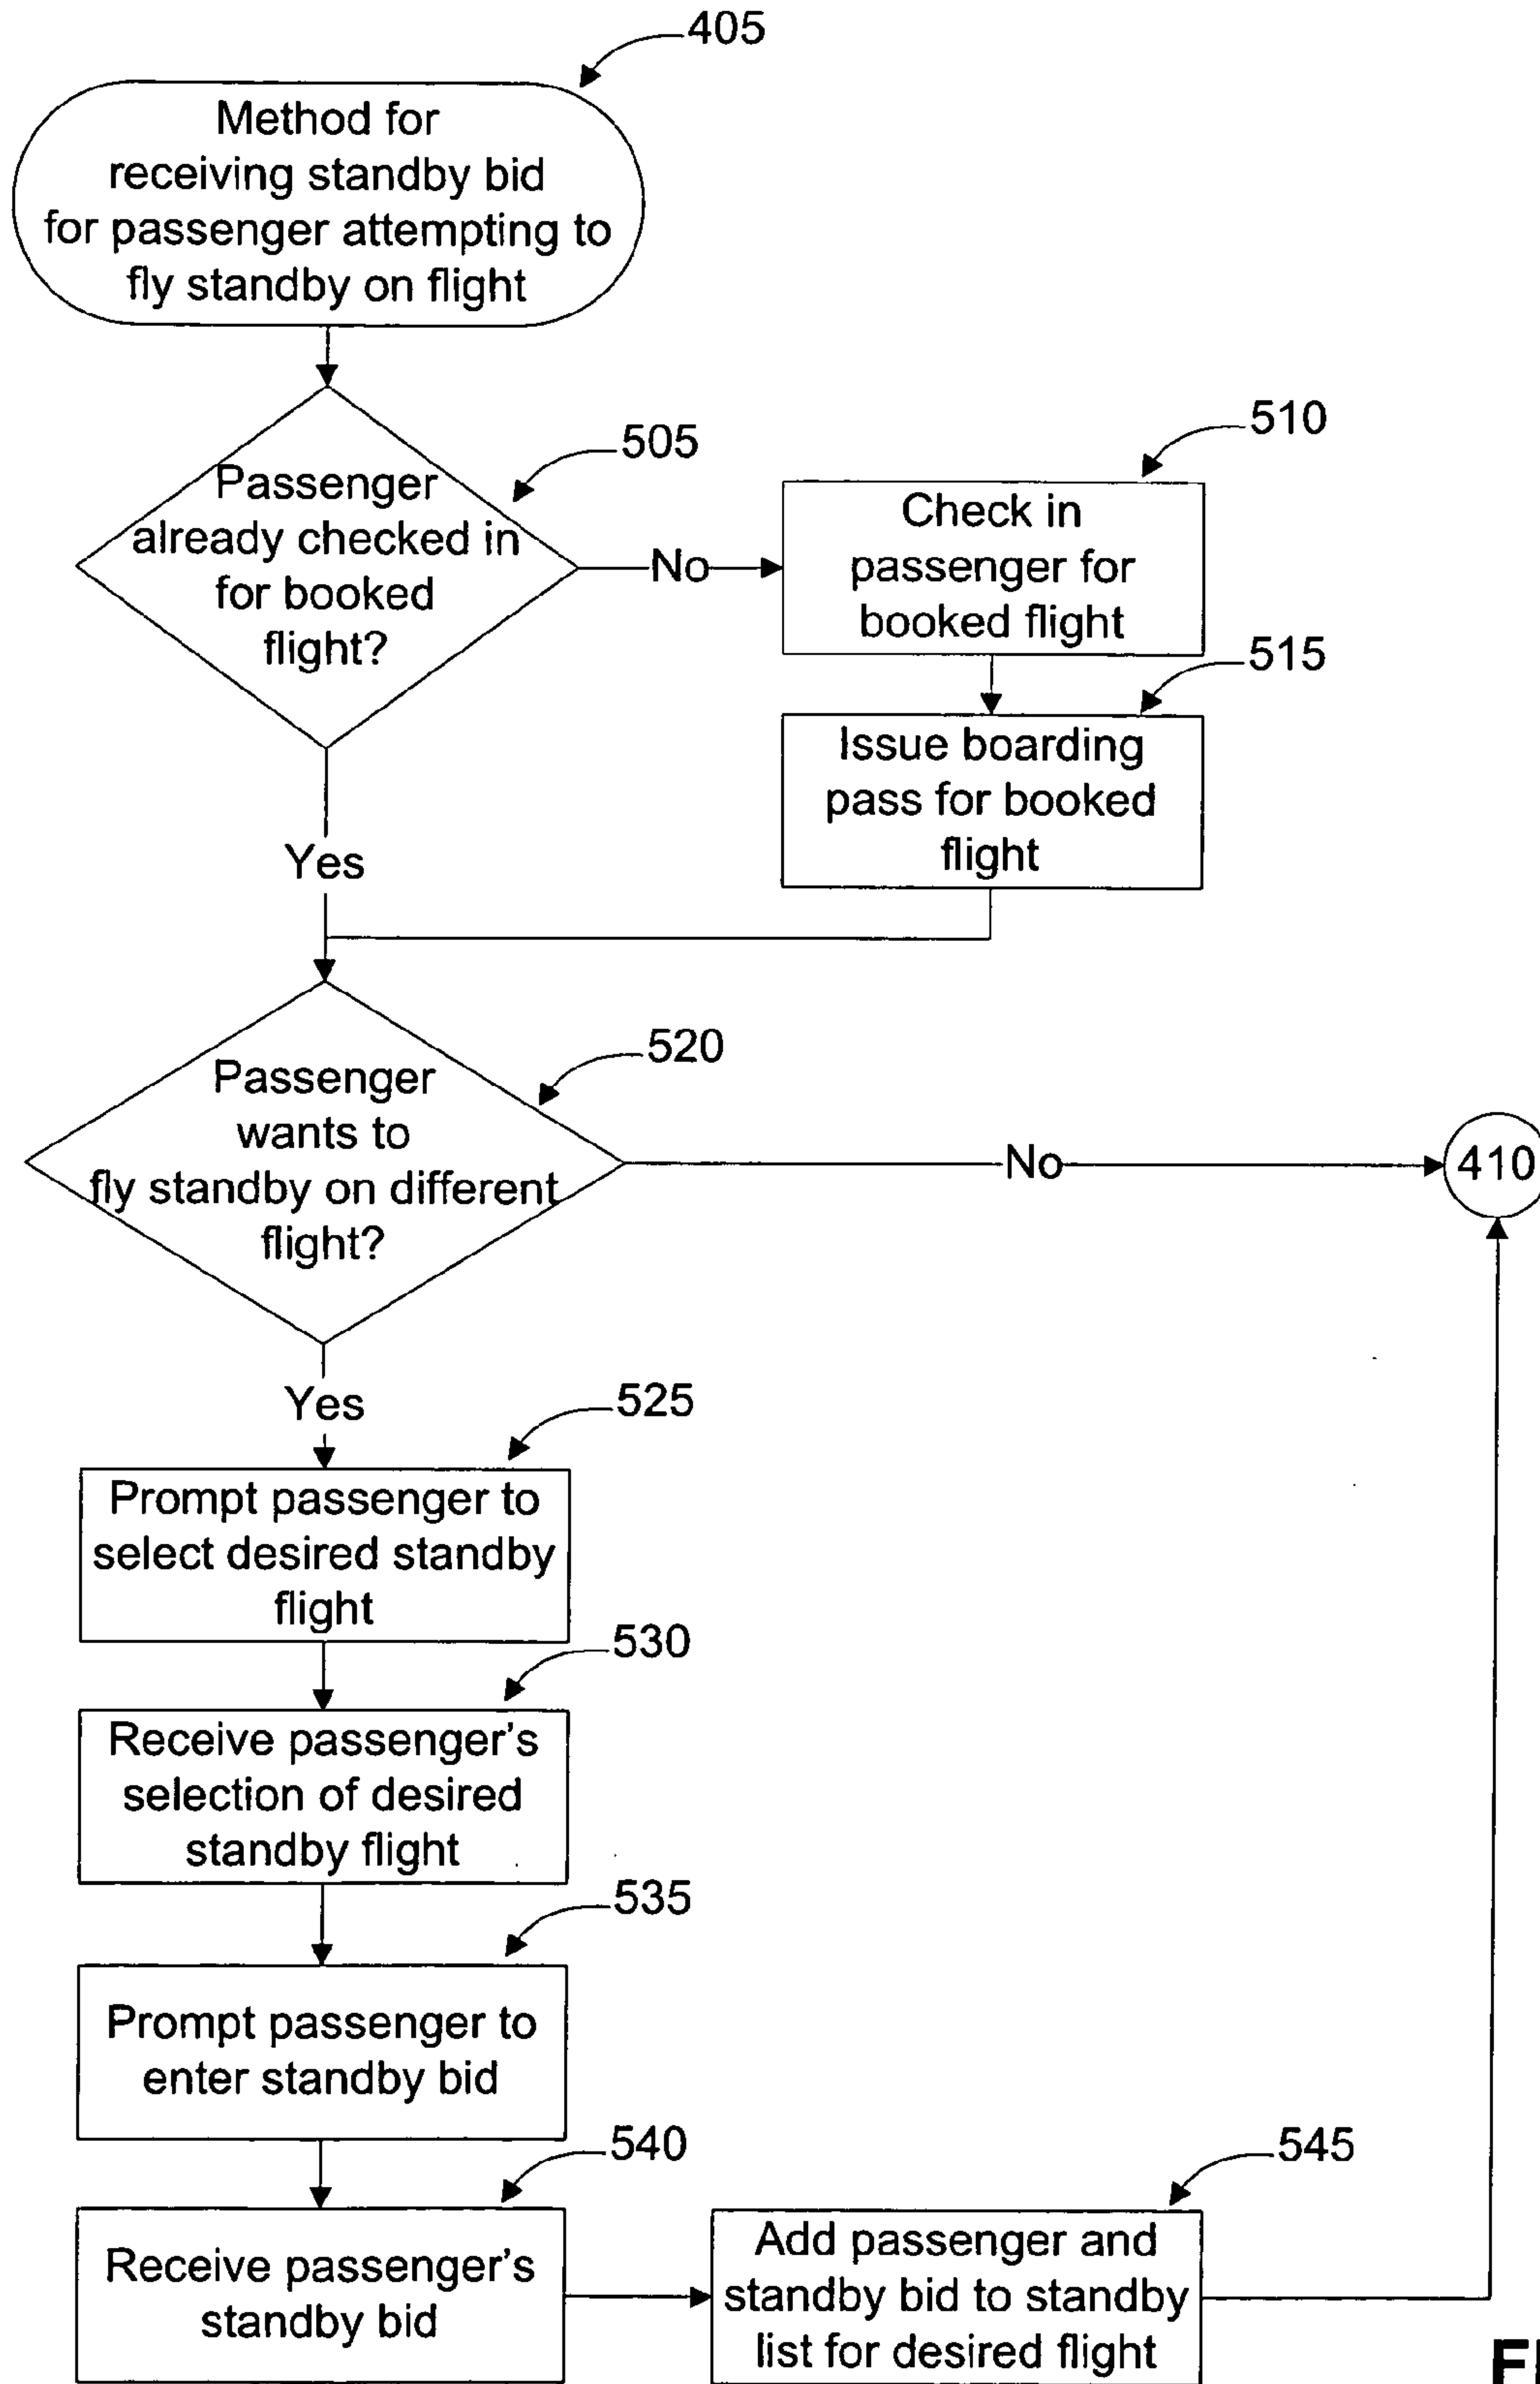 405
Method for
receiving standby bid
for passenger attempting to
fly standby on flight
505
Passenger
already checked in
for booked
flight?
No
510
Check in
passenger for
booked flight
515
Issue boarding
pass for booked
flight
Yes
520
Passenger
wants to
fly standby on different
flight?
No
410
Yes
525
Prompt passenger to
select desired standby
flight
530
Receive passenger's
selection of desired
standby flight
535
Prompt passenger to
enter standby bid
540
Receive passenger's
standby bid
545
Add passenger and
standby bid to standby
list for desired flight